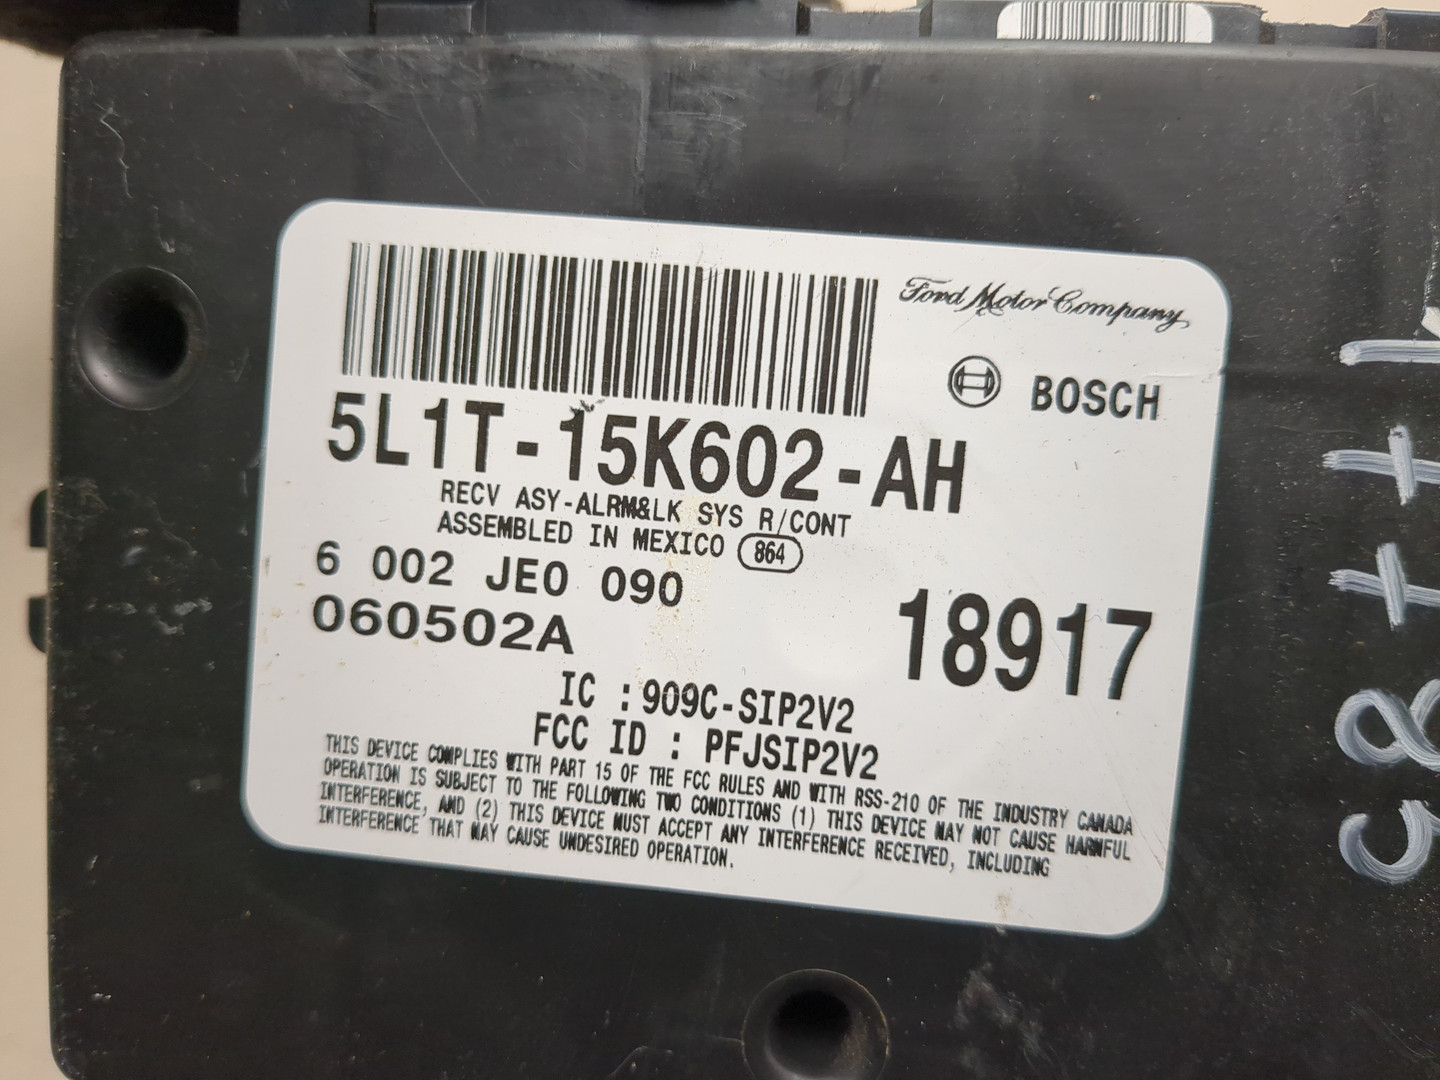 Ford Motor Company
BOSCH
5L1T-15K602-AH
RECV ASY-ALRM&LK SYS R/CONT
ASSEMBLED IN MEXICO 864
6 002 JE0 090
060502A
18917
IC : 909C-SIP2V2
FCC ID : PFJSIP2V2
THIS DEVICE COMPLIES WITH PART 15 OF THE FCC RULES AND WITH RSS-210 OF THE INDUSTRY CANADA
OPERATION IS SUBJECT TO THE FOLLOWING TWO CONDITIONS (1) THIS DEVICE MAY NOT CAUSE HARMFUL
INTERFERENCE, AND (2) THIS DEVICE MUST ACCEPT ANY INTERFERENCE RECEIVED, INCLUDING
INTERFERENCE THAT MAY CAUSE UNDESIRED OPERATION.